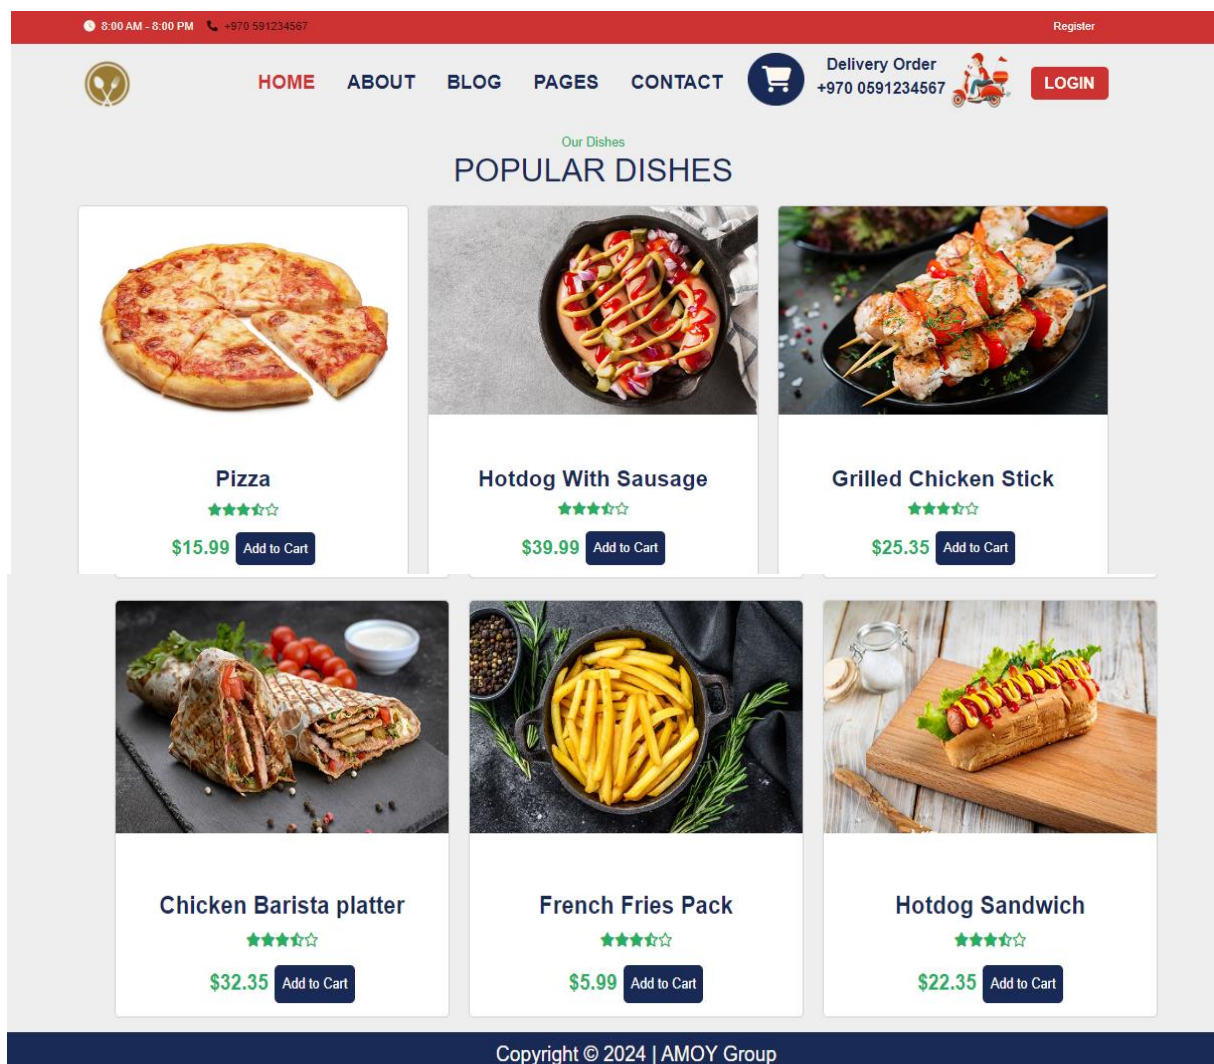 8:00 AM - 8:00 PM +970 591234567 Register
HOME ABOUT BLOG PAGES CONTACT Delivery Order +970 0591234567 LOGIN
Our Dishes
POPULAR DISHES
Pizza Hotdog With Sausage Grilled Chicken Stick
$15.99 Add to Cart $39.99 Add to Cart $25.35 Add to Cart
Chicken Barista platter French Fries Pack Hotdog Sandwich
$32.35 Add to Cart $5.99 Add to Cart $22.35 Add to Cart
Copyright © 2024 | AMOY Group